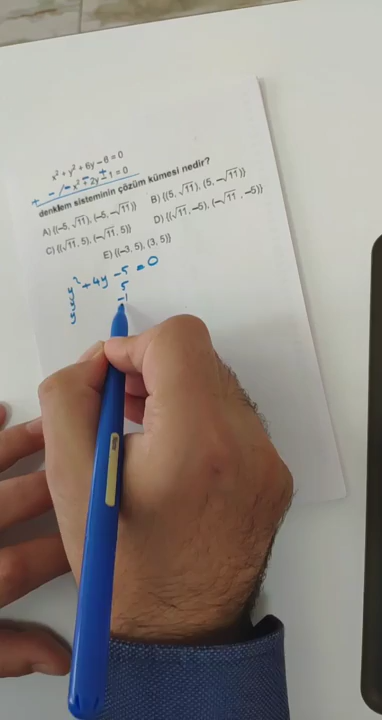 x² + y² + 6y − 6 = 0
− / x² + 2y − 1 = 0
denklem sisteminin çözüm kümesi nedir?
A) {(−5, √11), (−5, −√11)} B) {(5, √11), (5, −√11)}
C) {(√11, 5), (−√11, 5)} D) {(√11, −5), (−√11, −5)}
E) {(−3, 5), (3, 5)}
y² + 4y − 5 = 0
y 5
y −1